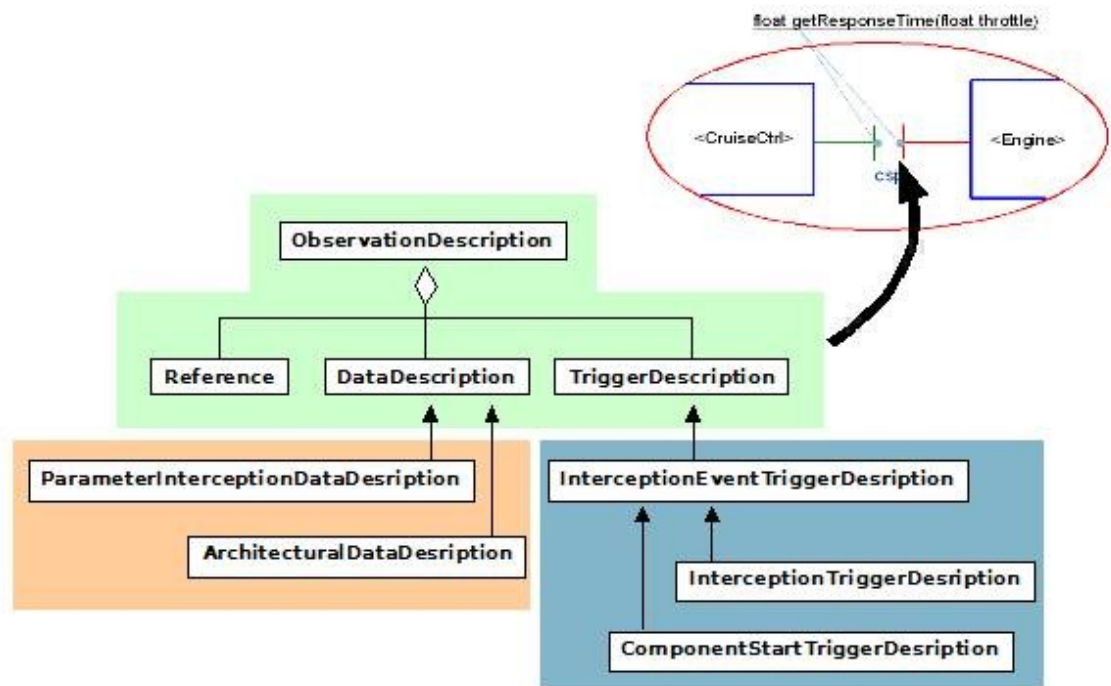 float getResponseTime(float throttle)
<CruiseCtrl>
<Engine>
csp
ObservationDescription
Reference
DataDescription
TriggerDescription
ParameterInterceptionDataDesription
InterceptionEventTriggerDesription
ArchitecturalDataDesription
InterceptionTriggerDesription
ComponentStartTriggerDesription